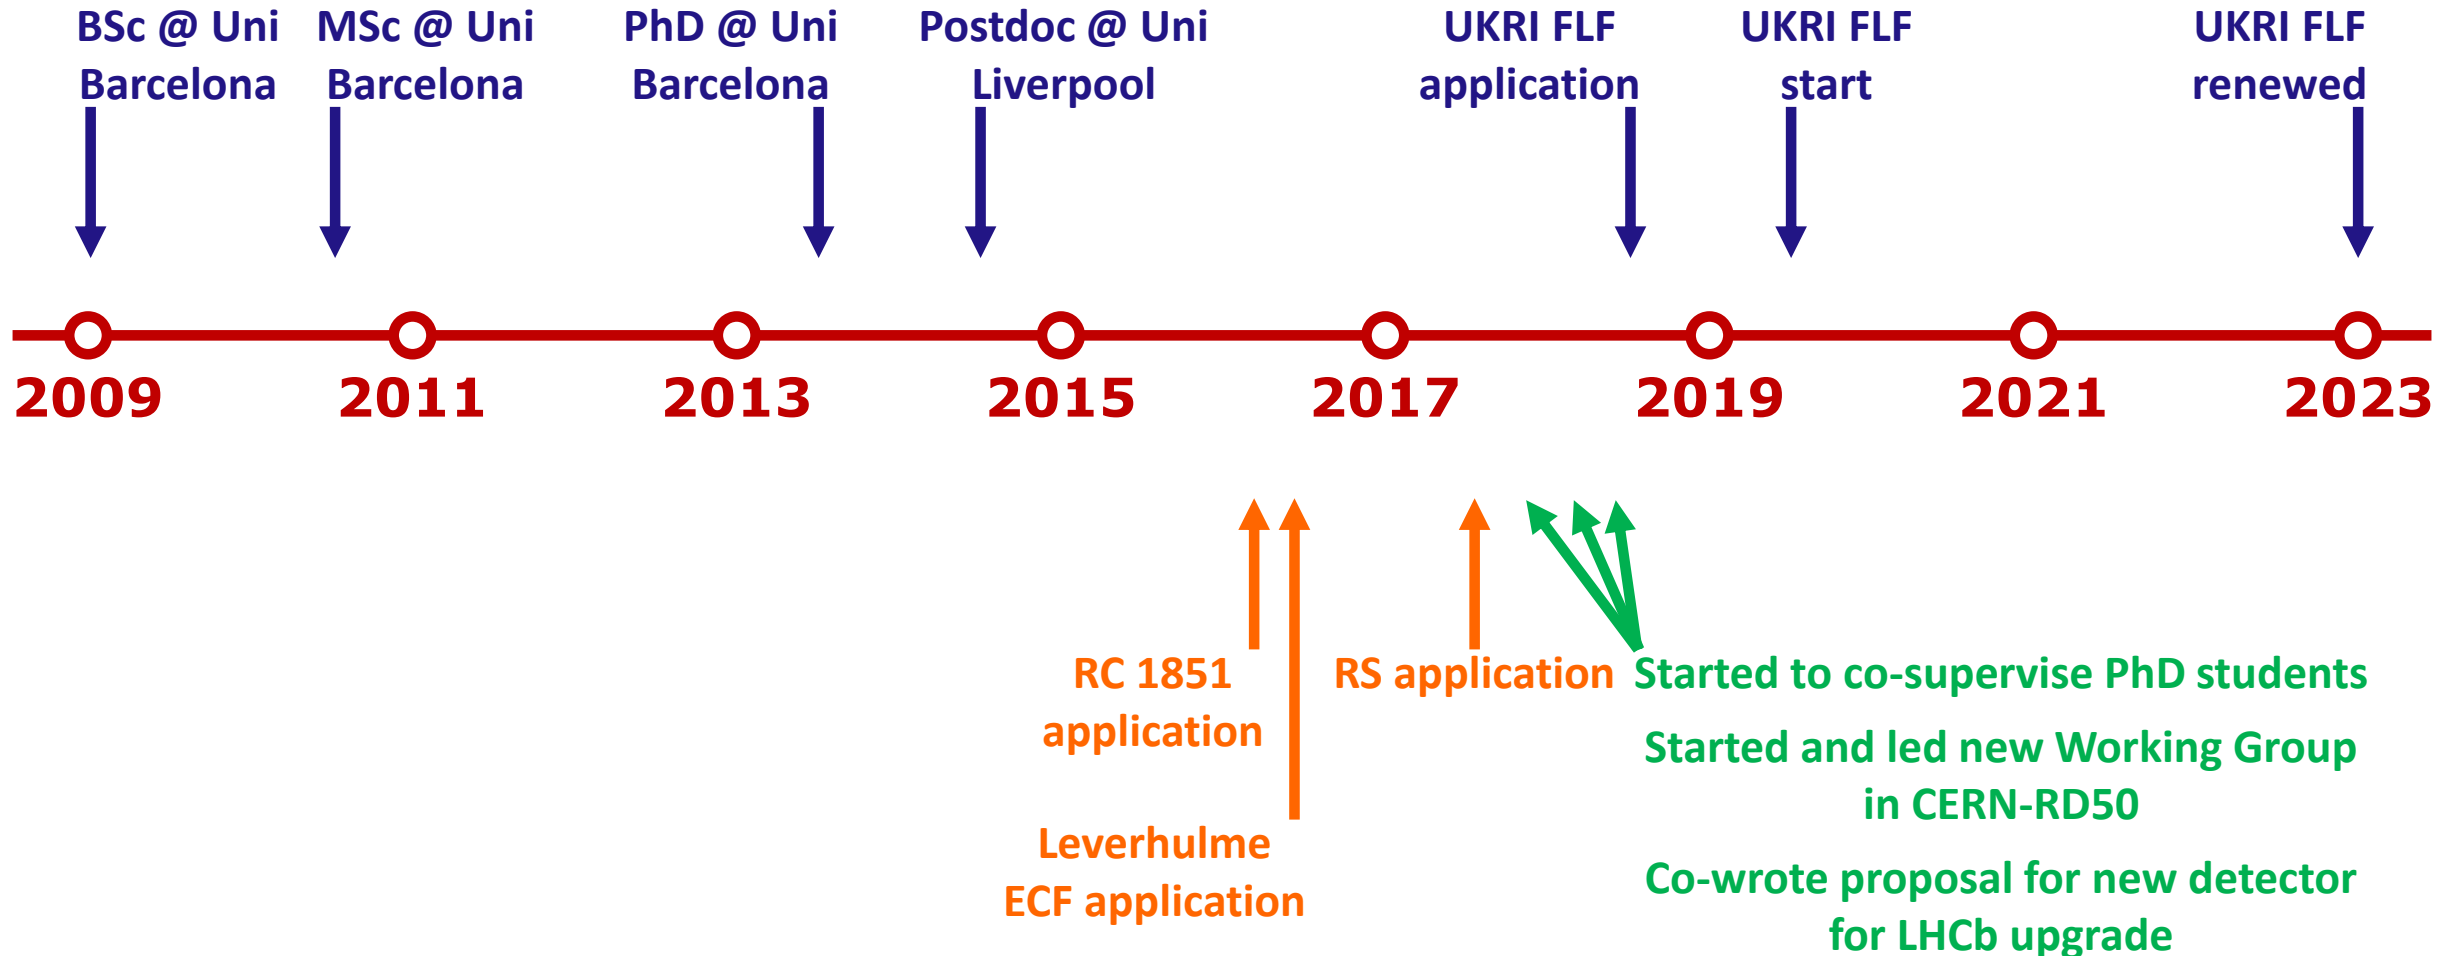 BSc @ Uni
Barcelona
MSc @ Uni
Barcelona
PhD @ Uni
Barcelona
Postdoc @ Uni
Liverpool
UKRI FLF
application
UKRI FLF
start
UKRI FLF
renewed
2009
2011
2013
2015
2017
2019
2021
2023
RC 1851
application
Leverhulme
ECF application
RS application
Started to co-supervise PhD students
Started and led new Working Group
in CERN-RD50
Co-wrote proposal for new detector
for LHCb upgrade